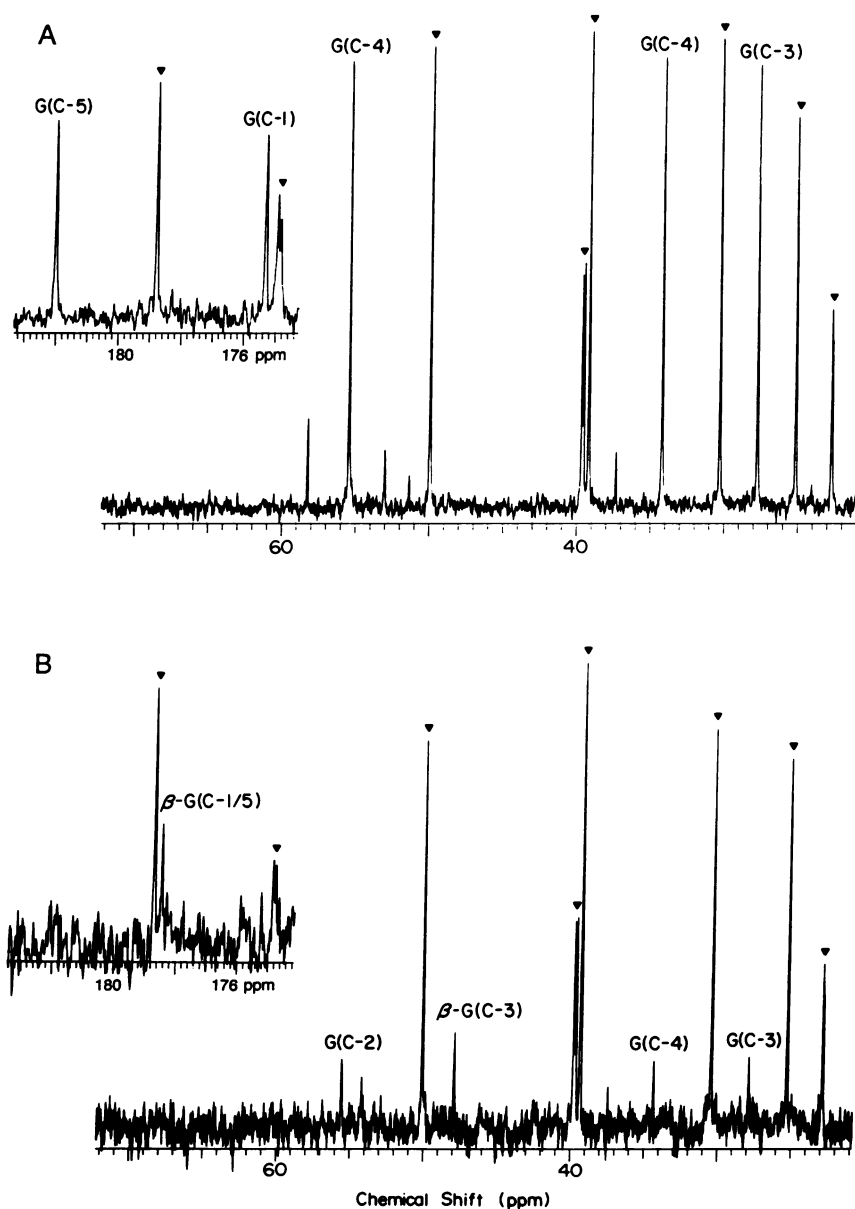 A
G(C-4)
G(C-4)
G(C-3)
G(C-5)
G(C-1)
180
176 ppm
60
40
B
β-G(C-1/5)
180
176 ppm
G(C-2)
β-G(C-3)
G(C-4)
G(C-3)
60
40
Chemical Shift (ppm)